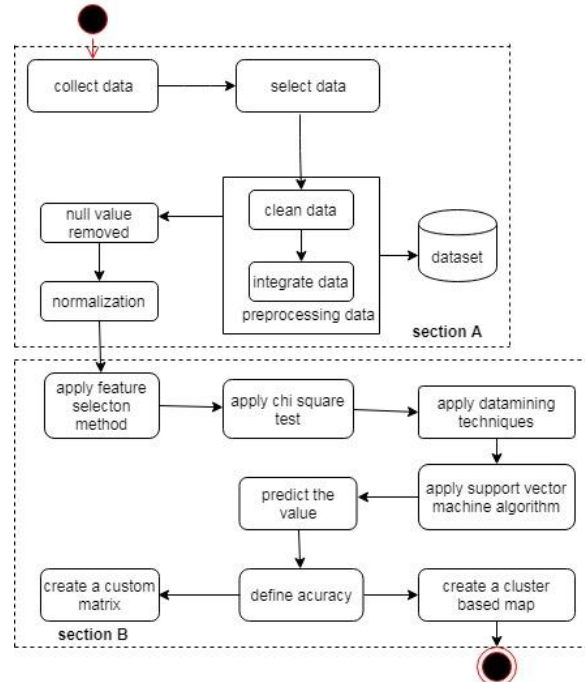 collect data
select data
clean data
null value
removed
integrate data
preprocessing data
dataset
normalization
section A
apply feature
selecton
method
apply chi square
test
apply datamining
techniques
predict the
value
apply support vector
machine algorithm
create a custom
matrix
define acuracy
create a cluster
based map
section B